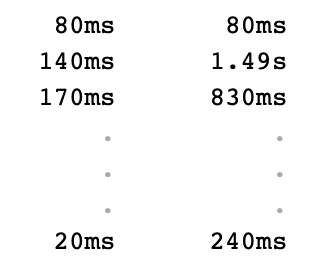 80ms 80ms
140ms 1.49s
170ms 830ms
. .
. .
. .
20ms 240ms